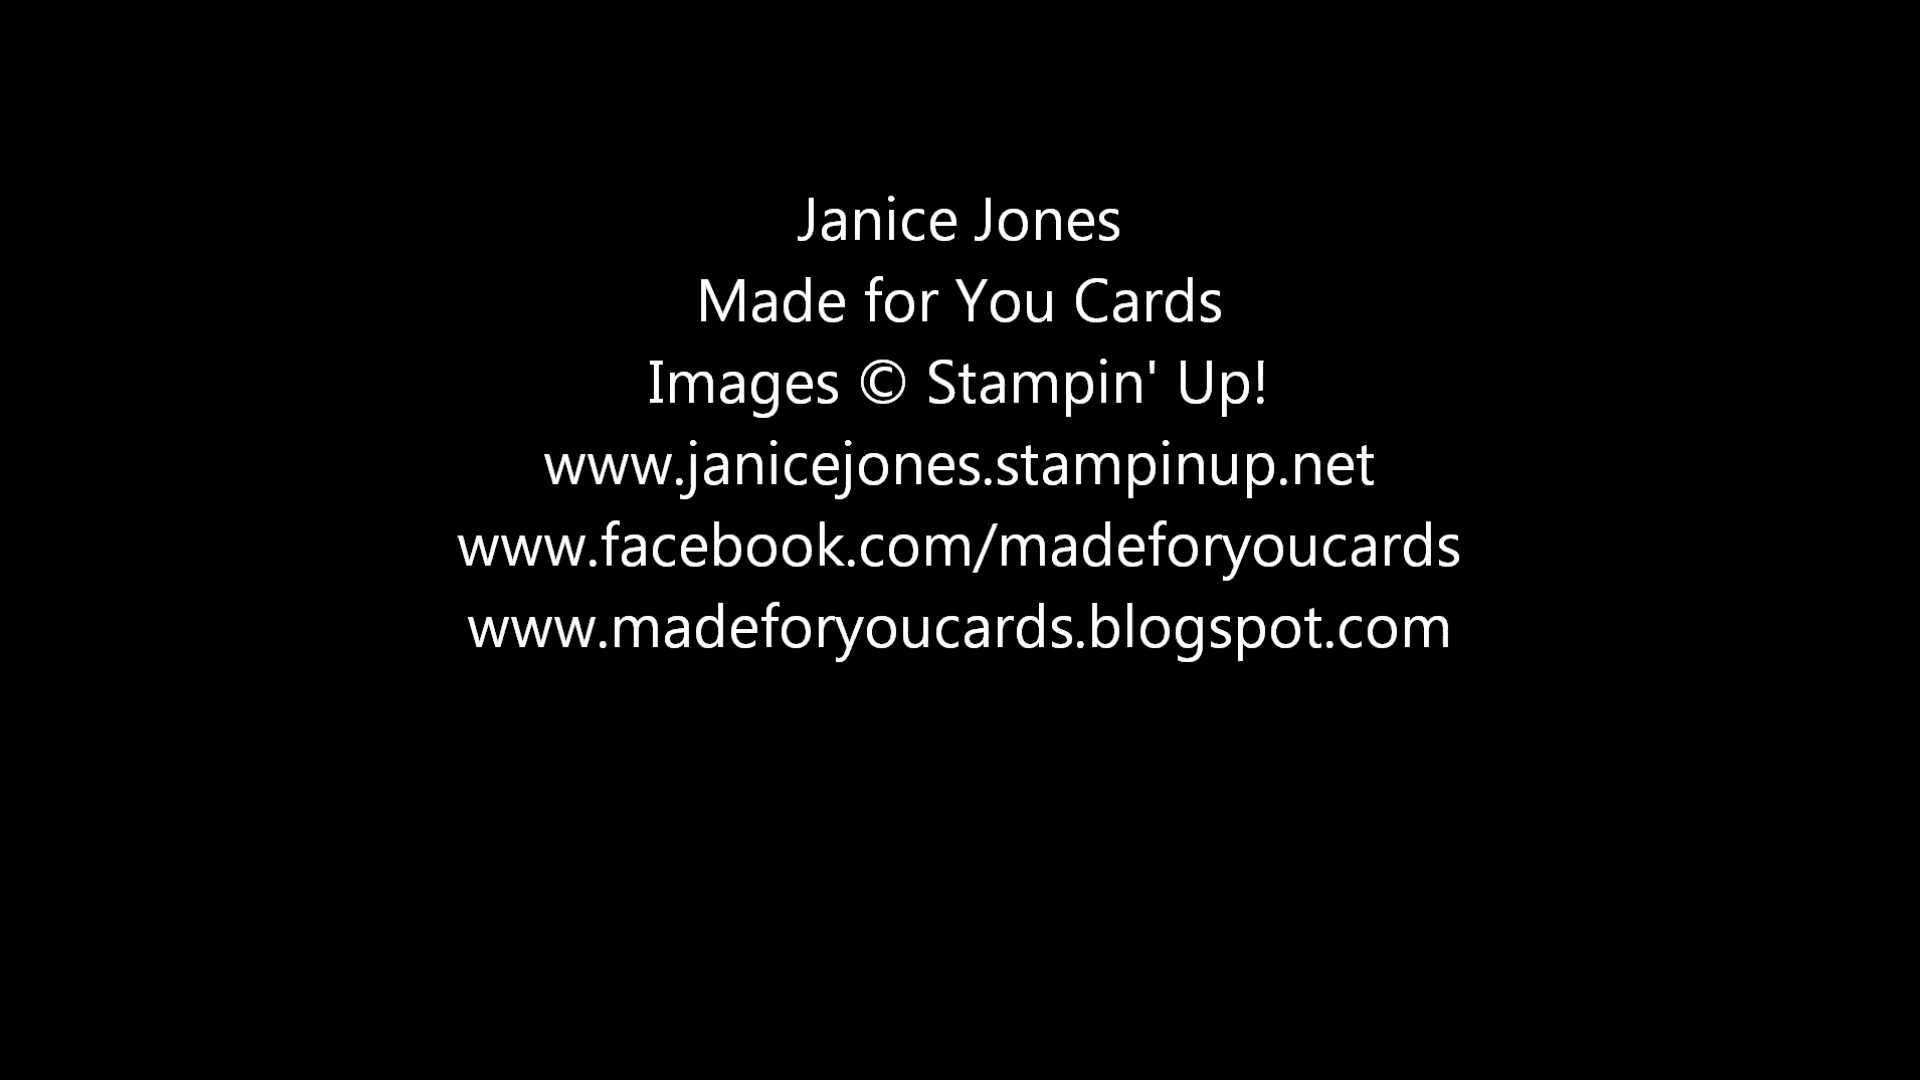 Janice Jones
Made for You Cards
Images © Stampin' Up!
www.janicejones.stampinup.net
www.facebook.com/madeforyoucards
www.madeforyoucards.blogspot.com